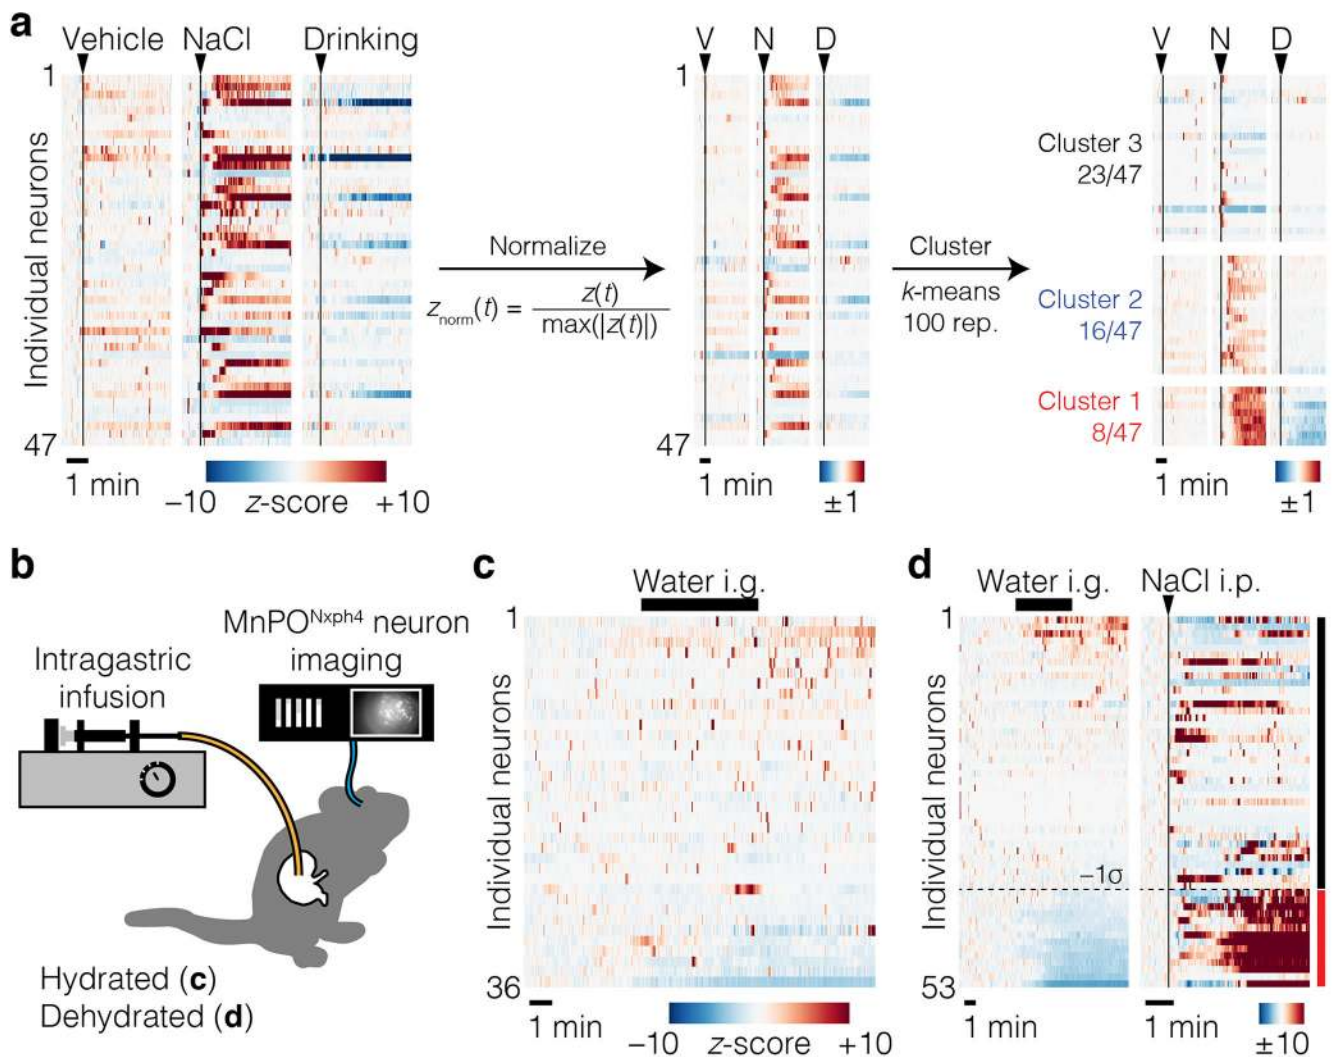 a
Vehicle NaCl Drinking
1
Individual neurons
47
1 min
−10 z-score +10
Normalize
z_norm(t) = z(t) / max(|z(t)|)
V N D
1
47
1 min
±1
Cluster
k-means
100 rep.
V N D
Cluster 3
23/47
Cluster 2
16/47
Cluster 1
8/47
1 min
±1
b
MnPO^Nxph4 neuron
imaging
Intragastric
infusion
Hydrated (c)
Dehydrated (d)
c
Water i.g.
1
Individual neurons
36
1 min
−10 z-score +10
d
Water i.g. NaCl i.p.
1
Individual neurons
−1σ
53
1 min
1 min
±10